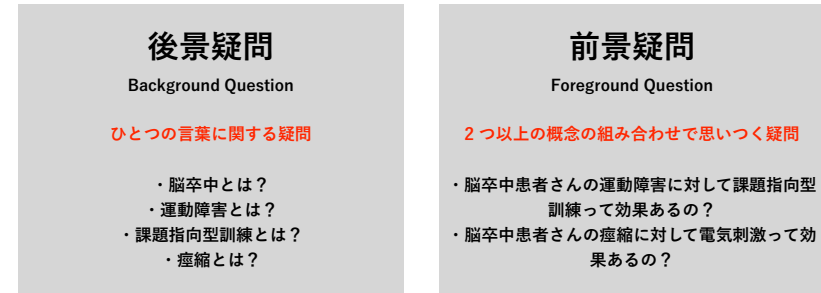 後景疑問
Background Question
ひとつの言葉に関する疑問
・脳卒中とは？
・運動障害とは？
・課題指向型訓練とは？
・痙縮とは？
前景疑問
Foreground Question
2 つ以上の概念の組み合わせで思いつく疑問
・脳卒中患者さんの運動障害に対して課題指向型
訓練って効果あるの？
・脳卒中患者さんの痙縮に対して電気刺激って効
果あるの？